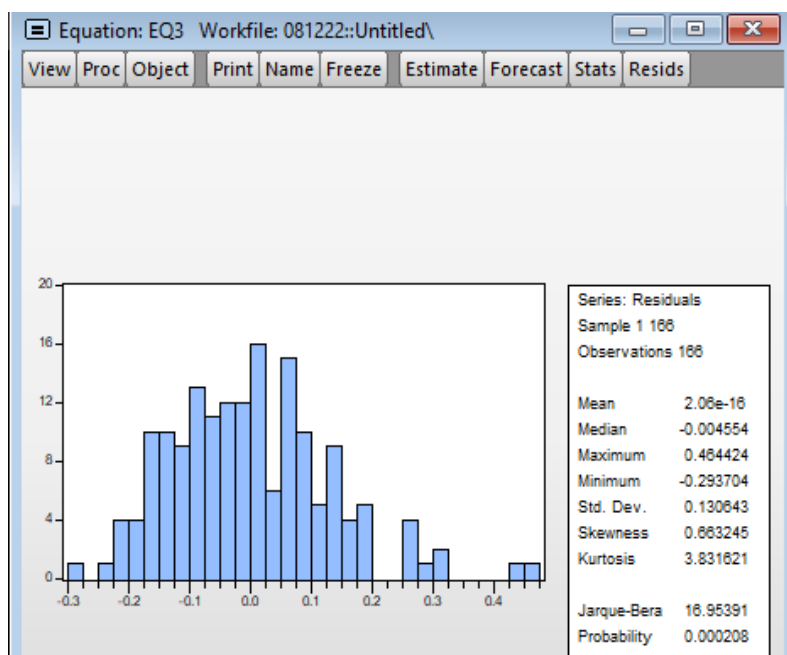 Equation: EQ3 Workfile: 081222::Untitled\
View Proc Object Print Name Freeze Estimate Forecast Stats Resids
20
16
12
8
4
0
-0.3 -0.2 -0.1 0.0 0.1 0.2 0.3 0.4
Series: Residuals
Sample 1 166
Observations 166
Mean 2.06e-16
Median -0.004554
Maximum 0.464424
Minimum -0.293704
Std. Dev. 0.130643
Skewness 0.663245
Kurtosis 3.831621
Jarque-Bera 16.95391
Probability 0.000208